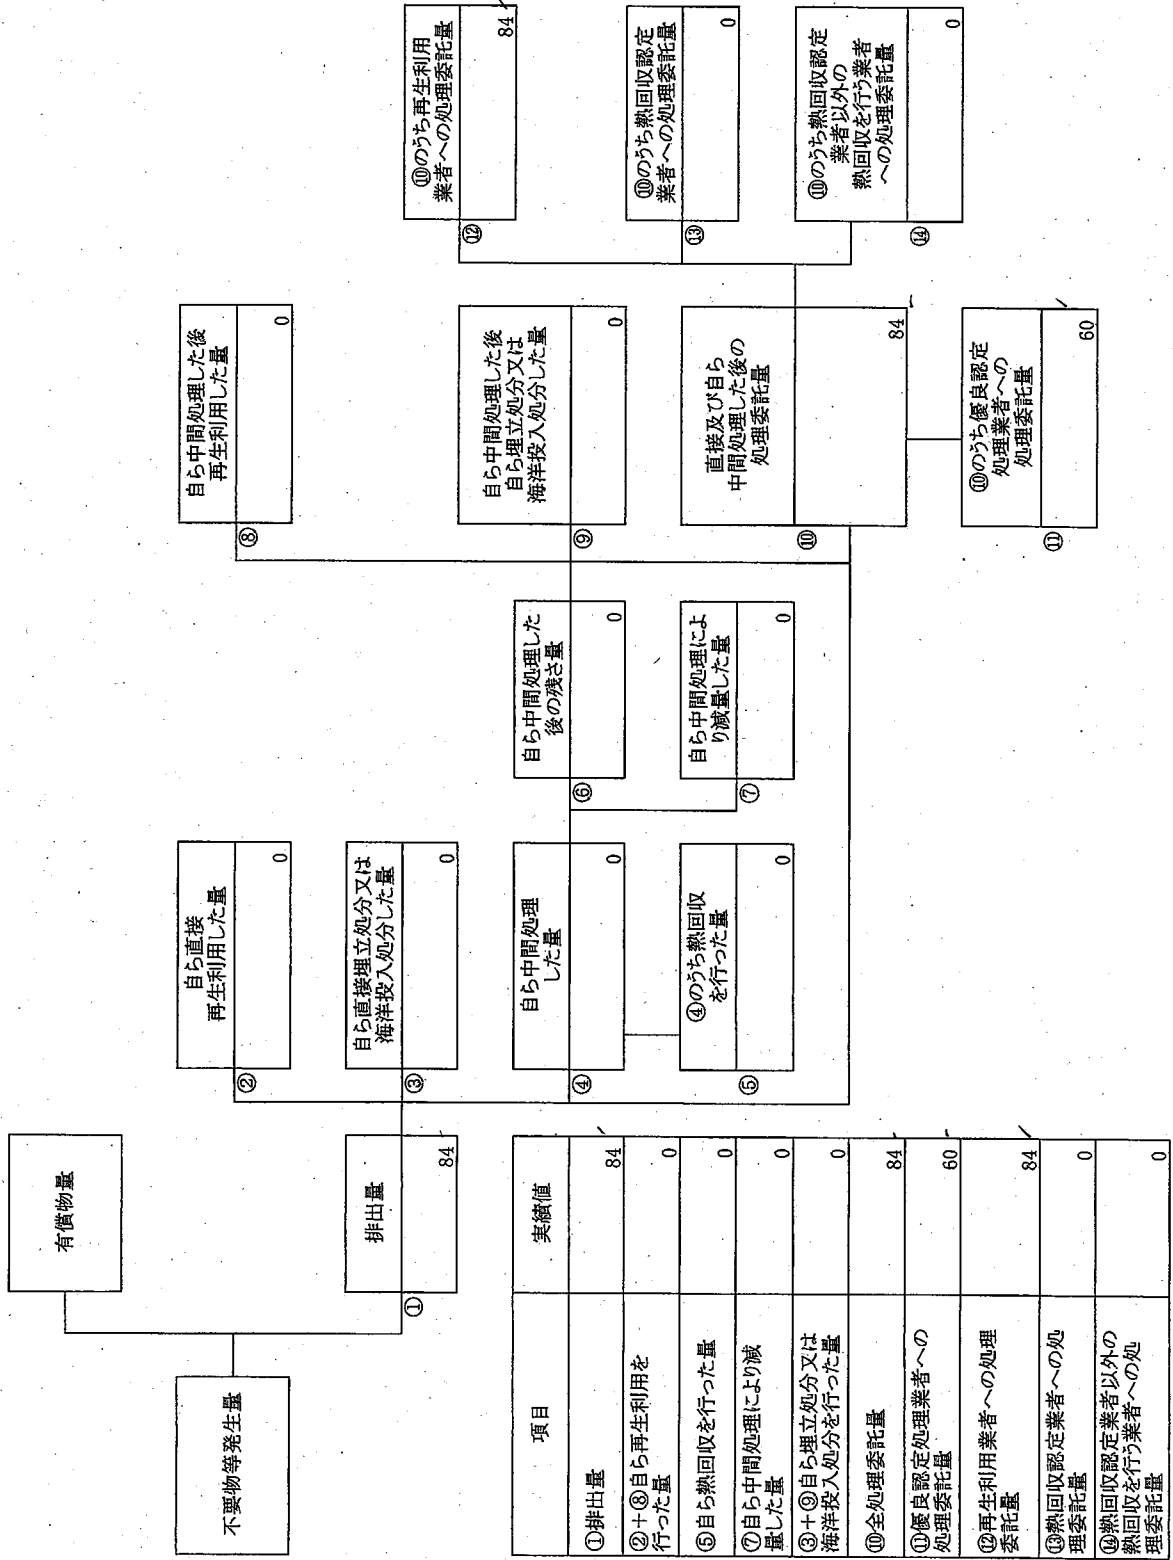 不要物等発生量
有償物量
排出量
①
84
自ら直接
再生利用した量
②
0
自ら直接埋立処分又は
海洋投入処分した量
③
0
自ら中間処理
した量
④
0
④のうち熱回収
を行った量
⑤
0
自ら中間処理した
後の残さ量
⑥
0
自ら中間処理によ
り減量した量
⑦
0
自ら中間処理した後
再生利用した量
⑧
0
自ら中間処理した後
自ら埋立処分又は
海洋投入処分した量
⑨
0
直接及び自ら
中間処理した後の
処理委託量
⑩
84
⑩のうち優良認定
処理業者への
処理委託量
⑪
60
⑩のうち再生利用
業者への処理委託量
⑫
84
⑩のうち熱回収認定
業者への処理委託量
⑬
0
⑩のうち熱回収認定
業者以外の
熱回収を行う業者
への処理委託量
⑭
0
項目 実績値
①排出量 84
②+⑧自ら再生利用を
行った量 0
⑤自ら熱回収を行った量 0
⑦自ら中間処理により減
量した量 0
③+⑨自ら埋立処分又は
海洋投入処分を行った量 0
⑩全処理委託量 84
⑪優良認定処理業者への
処理委託量 60
⑫再生利用業者への処理
委託量 84
⑬熱回収認定業者への処
理委託量 0
⑭熱回収認定業者以外の
熱回収を行う業者への処
理委託量 0